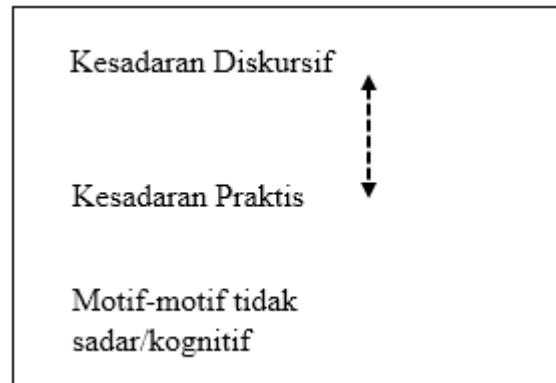 Kesadaran Diskursif
Kesadaran Praktis
Motif-motif tidak
sadar/kognitif